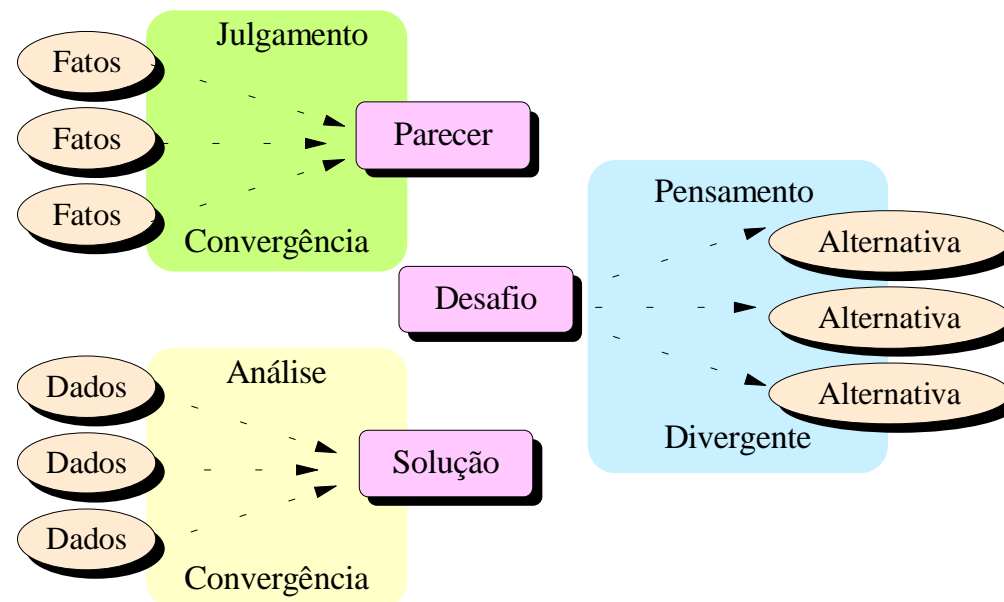 Julgamento
Fatos
Fatos
Fatos
Parecer
Convergência
Pensamento
Desafio
Alternativa
Alternativa
Alternativa
Divergente
Análise
Dados
Dados
Dados
Solução
Convergência